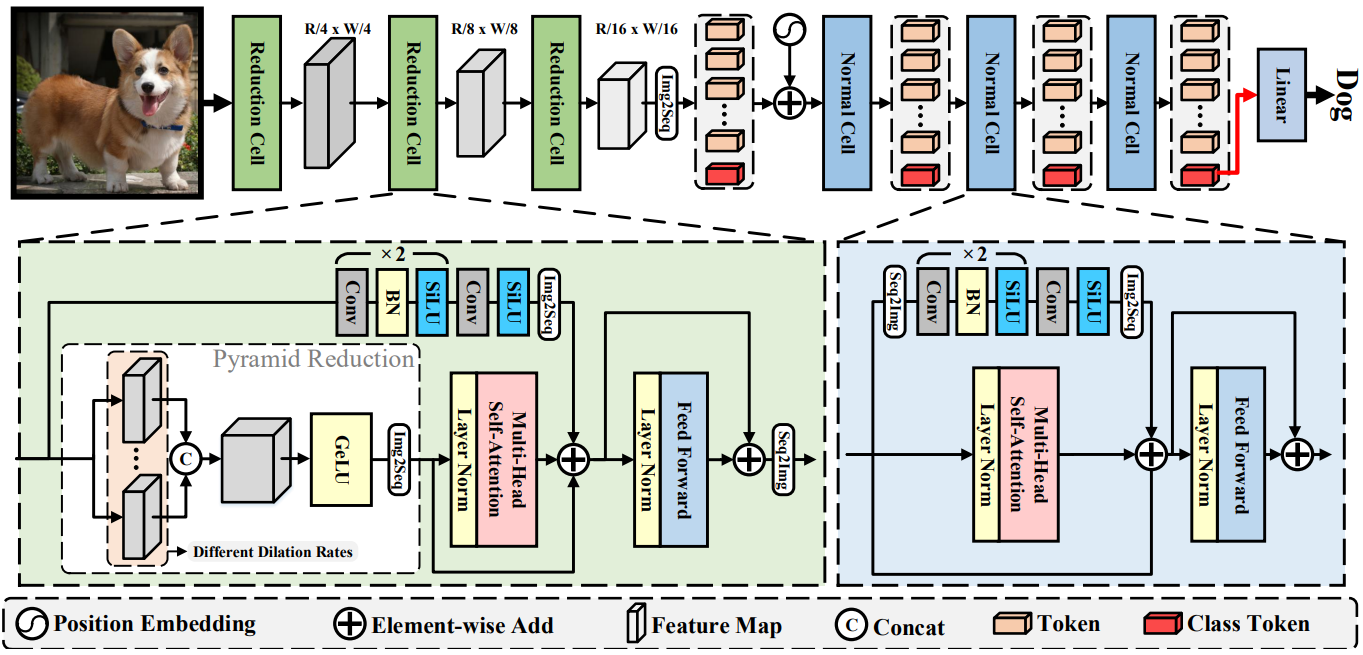 R/4 x W/4
R/8 x W/8
R/16 x W/16
Reduction Cell
Reduction Cell
Reduction Cell
Img2Seq
Normal Cell
Normal Cell
Normal Cell
Linear
Dog
× 2
Conv
BN
SiLU
Conv
SiLU
Img2Seq
Pyramid Reduction
GeLU
Img2Seq
Layer Norm
Multi-Head
Self-Attention
Layer Norm
Feed Forward
Seq2Img
Different Dilation Rates
× 2
Seq2Img
Conv
BN
SiLU
Conv
SiLU
Img2Seq
Layer Norm
Multi-Head
Self-Attention
Layer Norm
Feed Forward
C
Position Embedding
Element-wise Add
Feature Map
C
Concat
Token
Class Token